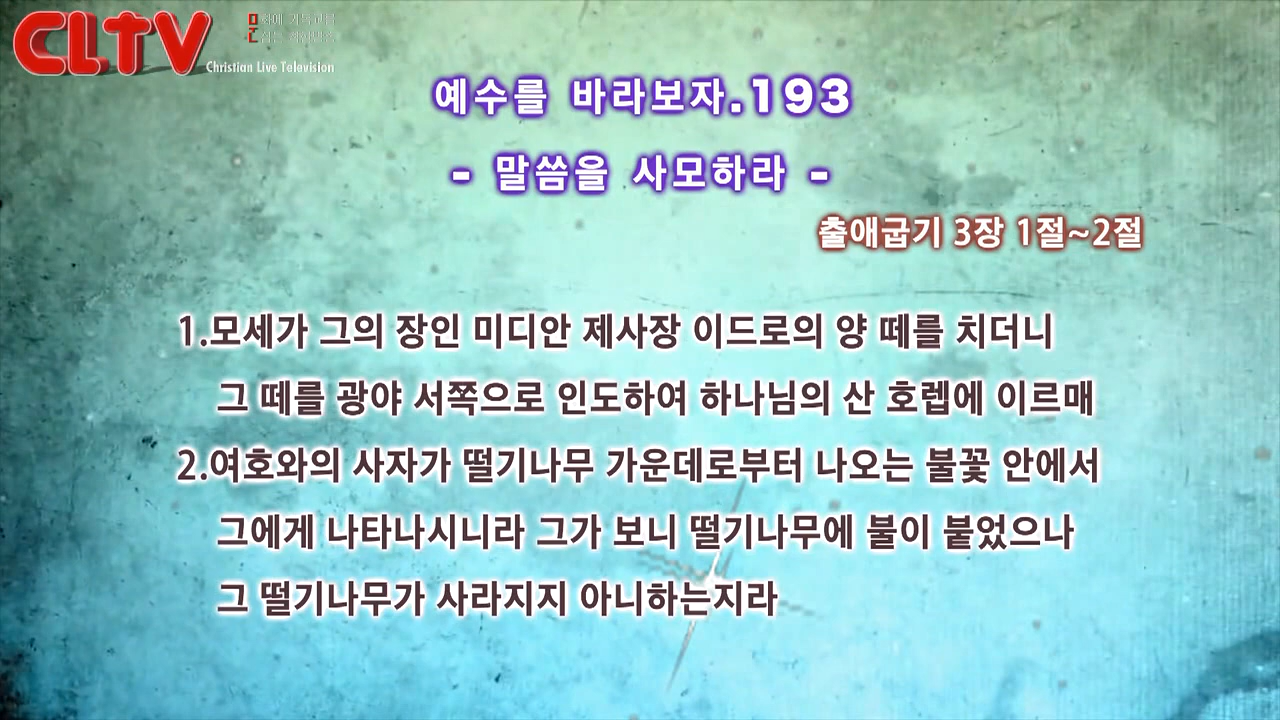 CLTV
Christian Live Television
예수를 바라보자.193
- 말씀을 사모하라 -
출애굽기 3장 1절~2절
1.모세가 그의 장인 미디안 제사장 이드로의 양 떼를 치더니
그 떼를 광야 서쪽으로 인도하여 하나님의 산 호렙에 이르매
2.여호와의 사자가 떨기나무 가운데로부터 나오는 불꽃 안에서
그에게 나타나시니라 그가 보니 떨기나무에 불이 붙었으나
그 떨기나무가 사라지지 아니하는지라